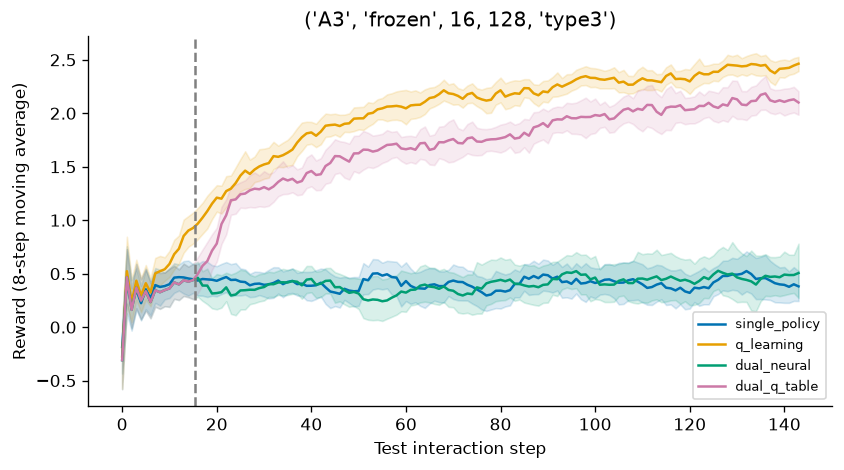 ('A3', 'frozen', 16, 128, 'type3')
Reward (8-step moving average)
2.5
2.0
1.5
1.0
0.5
0.0
−0.5
single_policy
q_learning
dual_neural
dual_q_table
0 20 40 60 80 100 120 140
Test interaction step